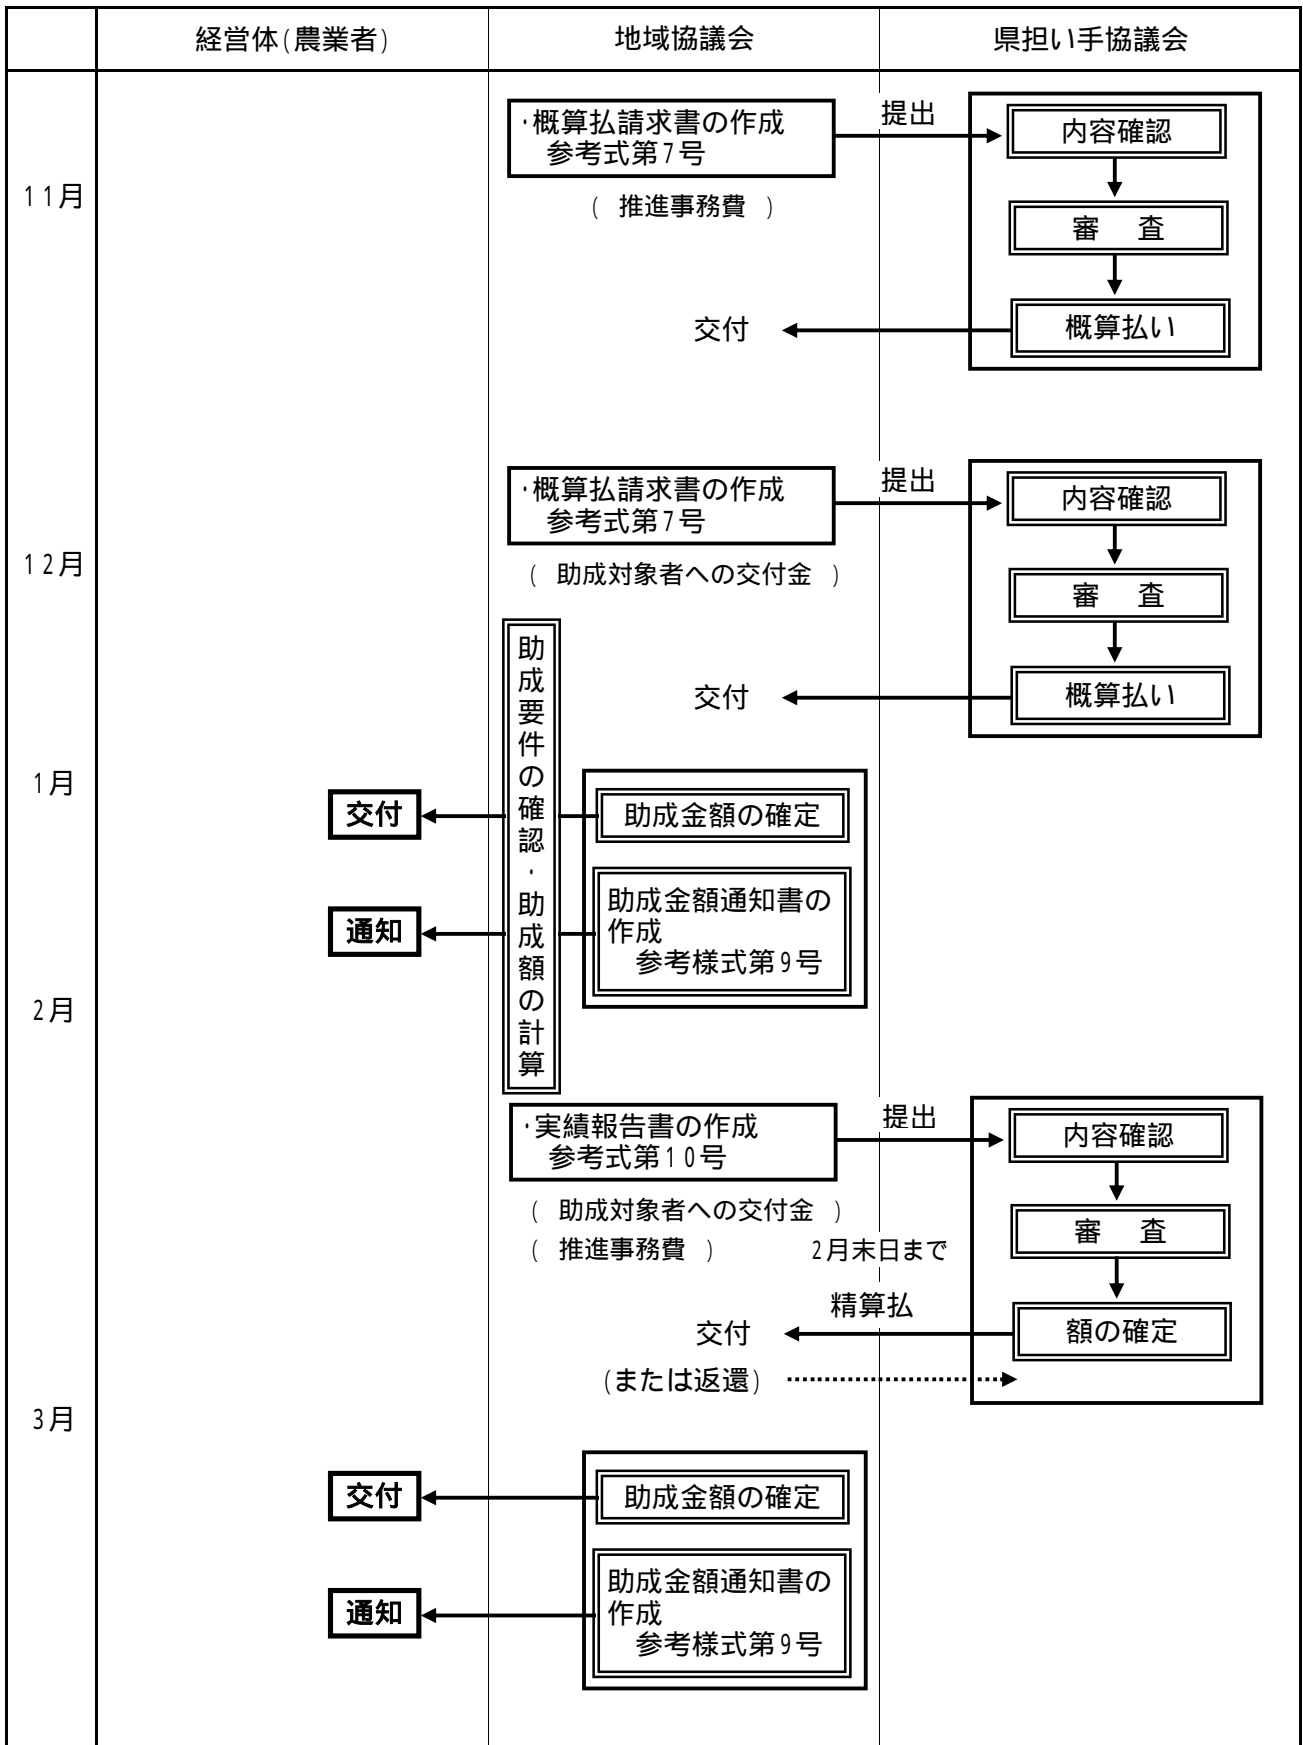 経営体(農業者)
地域協議会
県担い手協議会
11月
・概算払請求書の作成
参考式第7号
( 推進事務費 )
提出
内容確認
審 査
概算払い
交付
12月
・概算払請求書の作成
参考式第7号
( 助成対象者への交付金 )
提出
内容確認
審 査
概算払い
交付
助成要件の確認・助成額の計算
1月
交付
助成金額の確定
通知
助成金額通知書の
作成
参考様式第9号
2月
・実績報告書の作成
参考式第10号
( 助成対象者への交付金 )
( 推進事務費 )
2月末日まで
提出
内容確認
審 査
額の確定
精算払
交付
(または返還)
3月
交付
助成金額の確定
通知
助成金額通知書の
作成
参考様式第9号